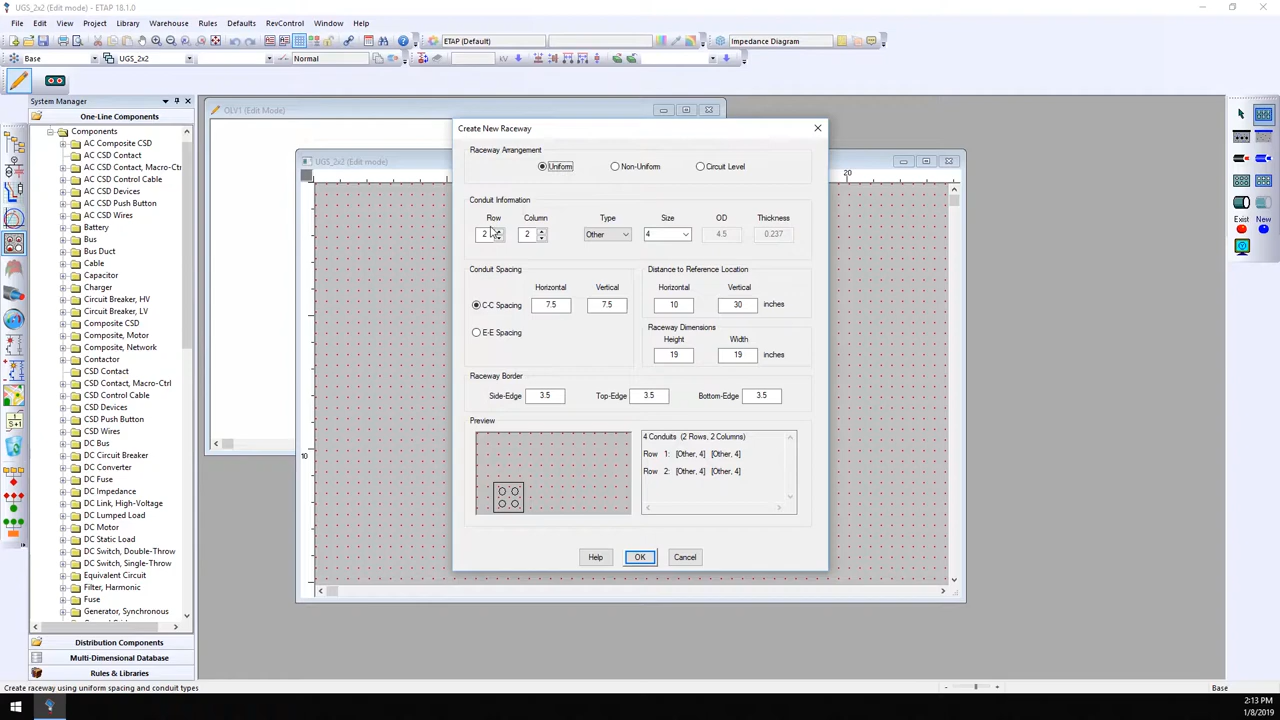 UGS_2x2 (Edit mode) - ETAP 18.1.0
File Edit View Project Library Warehouse Rules Defaults RevControl Window Help
ETAP (Default)
Impedance Diagram
Base
UGS_2x2
Normal
kV
System Manager
One-Line Components
Components
AC Composite CSD
AC CSD Contact
AC CSD Contact, Macro-Ctrl
AC CSD Control Cable
AC CSD Devices
AC CSD Push Button
AC CSD Wires
Battery
Bus
Bus Duct
Cable
Capacitor
Charger
Circuit Breaker, HV
Circuit Breaker, LV
Composite CSD
Composite, Motor
Composite, Network
Contactor
CSD Contact
CSD Contact, Macro-Ctrl
CSD Control Cable
CSD Devices
CSD Push Button
CSD Wires
DC Bus
DC Circuit Breaker
DC Converter
DC Fuse
DC Impedance
DC Link, High-Voltage
DC Lumped Load
DC Motor
DC Static Load
DC Switch, Double-Throw
DC Switch, Single-Throw
Equivalent Circuit
Filter, Harmonic
Fuse
Generator, Synchronous
Distribution Components
Multi-Dimensional Database
Rules & Libraries
OLV1 (Edit Mode)
UGS_2x2 (Edit mode)
20
10
Create New Raceway
Raceway Arrangement
Uniform Non-Uniform Circuit Level
Conduit Information
Row Column Type Size OD Thickness
2 2 Other 4 4.5 0.237
Conduit Spacing
Horizontal Vertical
C-C Spacing 7.5 7.5
E-E Spacing
Distance to Reference Location
Horizontal Vertical
10 30 inches
Raceway Dimensions
Height Width
19 19 inches
Raceway Border
Side-Edge 3.5 Top-Edge 3.5 Bottom-Edge 3.5
Preview
4 Conduits (2 Rows, 2 Columns)
Row 1: [Other, 4] [Other, 4]
Row 2: [Other, 4] [Other, 4]
Help OK Cancel
Exist New
Create raceway using uniform spacing and conduit types
Base
2:13 PM
1/8/2019